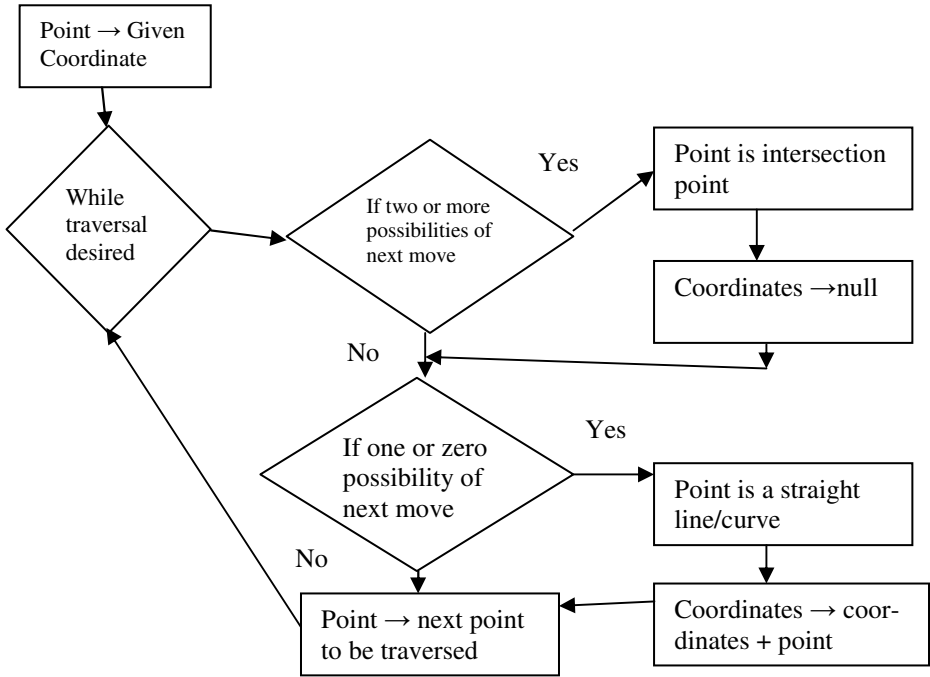 Point → Given
Coordinate
While
traversal
desired
If two or more
possibilities of
next move
Yes
Point is intersection
point
Coordinates →null
No
If one or zero
possibility of
next move
Yes
Point is a straight
line/curve
No
Point → next point
to be traversed
Coordinates → coor-
dinates + point